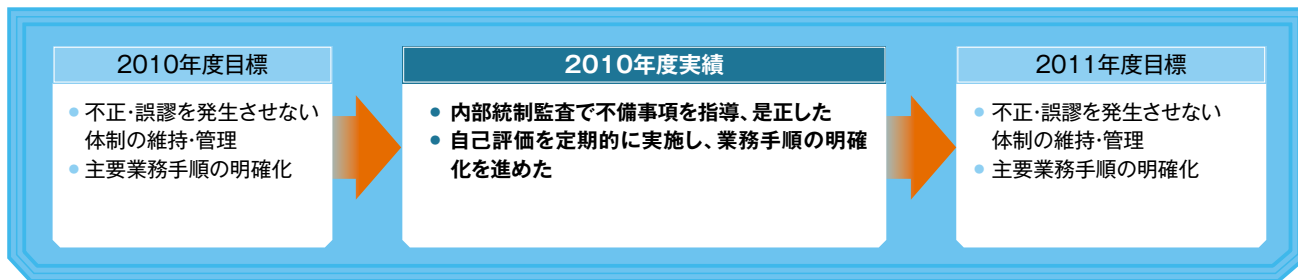 2010年度目標
● 不正・誤謬を発生させない
体制の維持・管理
● 主要業務手順の明確化
2010年度実績
● 内部統制監査で不備事項を指導、是正した
● 自己評価を定期的に実施し、業務手順の明確
化を進めた
2011年度目標
● 不正・誤謬を発生させない
体制の維持・管理
● 主要業務手順の明確化